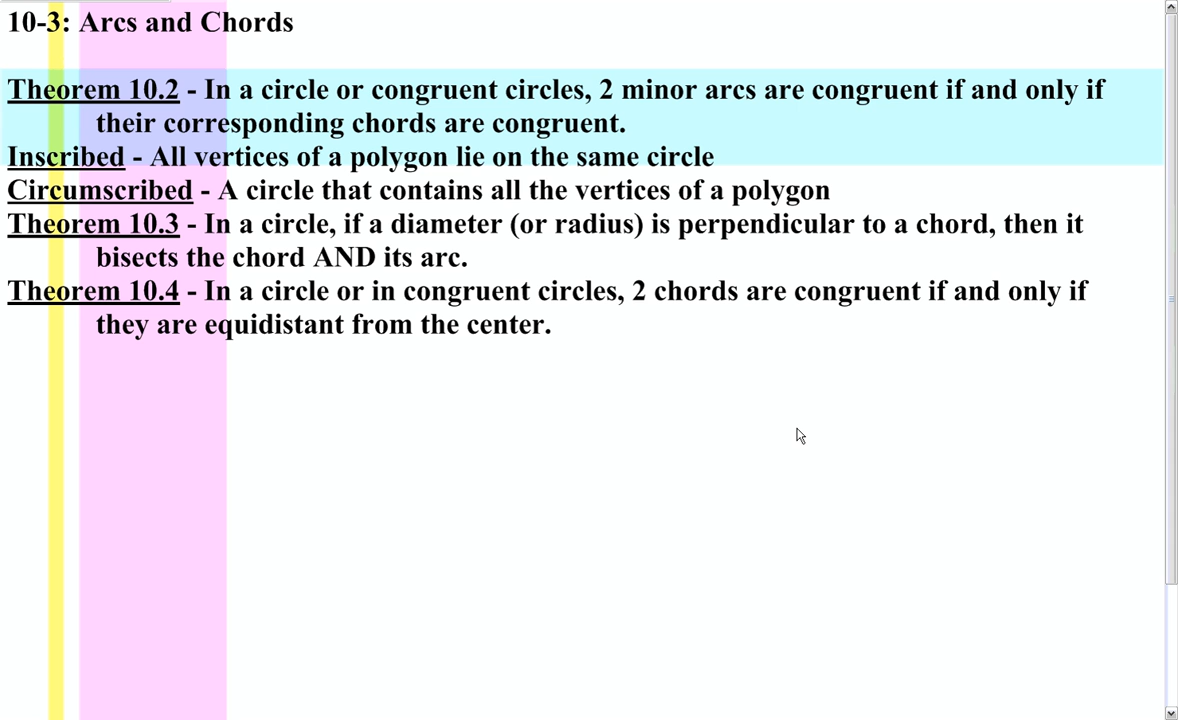 10-3: Arcs and Chords
Theorem 10.2 - In a circle or congruent circles, 2 minor arcs are congruent if and only if
their corresponding chords are congruent.
Inscribed - All vertices of a polygon lie on the same circle
Circumscribed - A circle that contains all the vertices of a polygon
Theorem 10.3 - In a circle, if a diameter (or radius) is perpendicular to a chord, then it
bisects the chord AND its arc.
Theorem 10.4 - In a circle or in congruent circles, 2 chords are congruent if and only if
they are equidistant from the center.